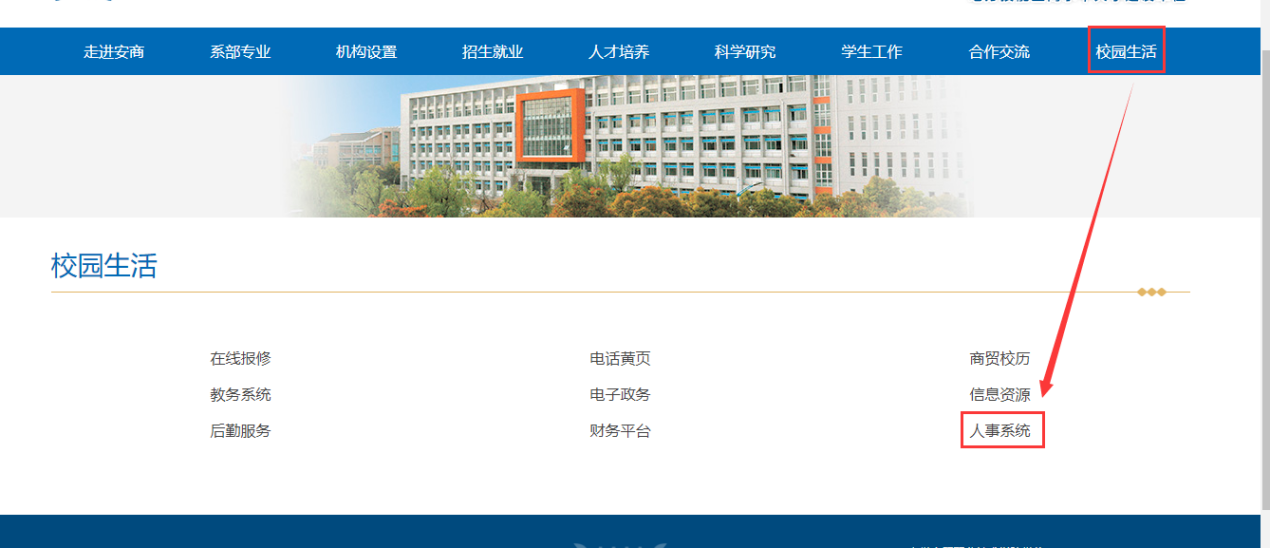 走进安商 系部专业 机构设置 招生就业 人才培养 科学研究 学生工作 合作交流 校园生活
校园生活
在线报修 电话黄页 商贸校历
教务系统 电子政务 信息资源
后勤服务 财务平台 人事系统